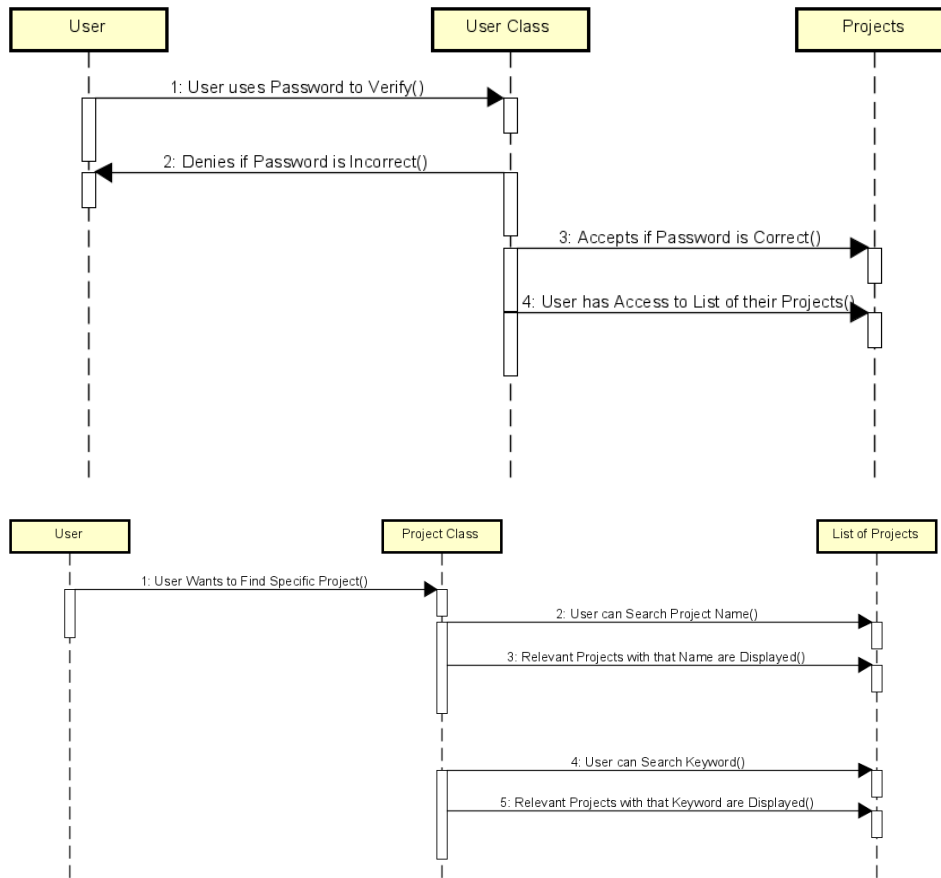 User
User Class
Projects
1: User uses Password to Verify()
2: Denies if Password is Incorrect()
3: Accepts if Password is Correct()
4: User has Access to List of their Projects()
User
Project Class
List of Projects
1: User Wants to Find Specific Project()
2: User can Search Project Name()
3: Relevant Projects with that Name are Displayed()
4: User can Search Keyword()
5: Relevant Projects with that Keyword are Displayed()